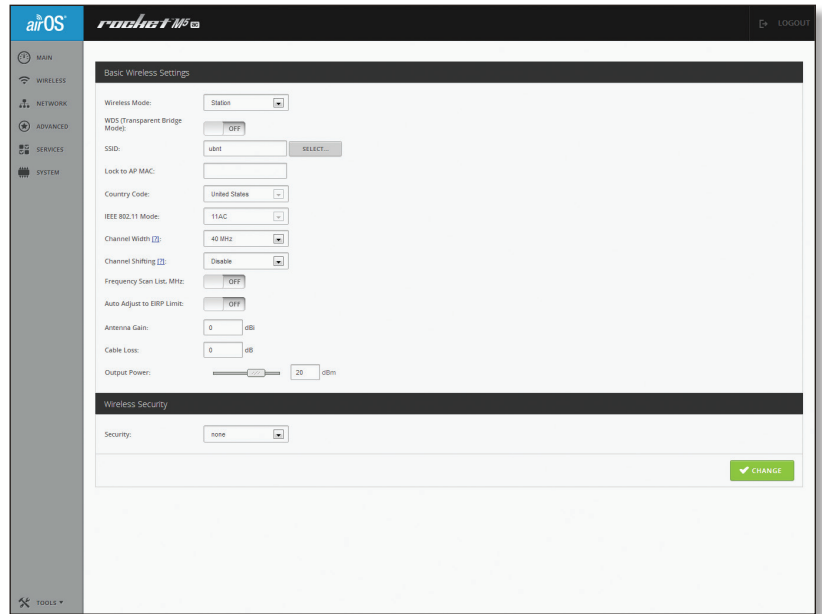 airOS
rocket M5
LOGOUT
MAIN
WIRELESS
NETWORK
ADVANCED
SERVICES
SYSTEM
Basic Wireless Settings
Wireless Mode: Station
WDS (Transparent Bridge
Mode): OFF
SSID: ubnt SELECT...
Lock to AP MAC:
Country Code: United States
IEEE 802.11 Mode: 11AC
Channel Width [?]: 40 MHz
Channel Shifting [?]: Disable
Frequency Scan List, MHz: OFF
Auto Adjust to EIRP Limit: OFF
Antenna Gain: 0 dBi
Cable Loss: 0 dB
Output Power: 20 dBm
Wireless Security
Security: none
CHANGE
TOOLS